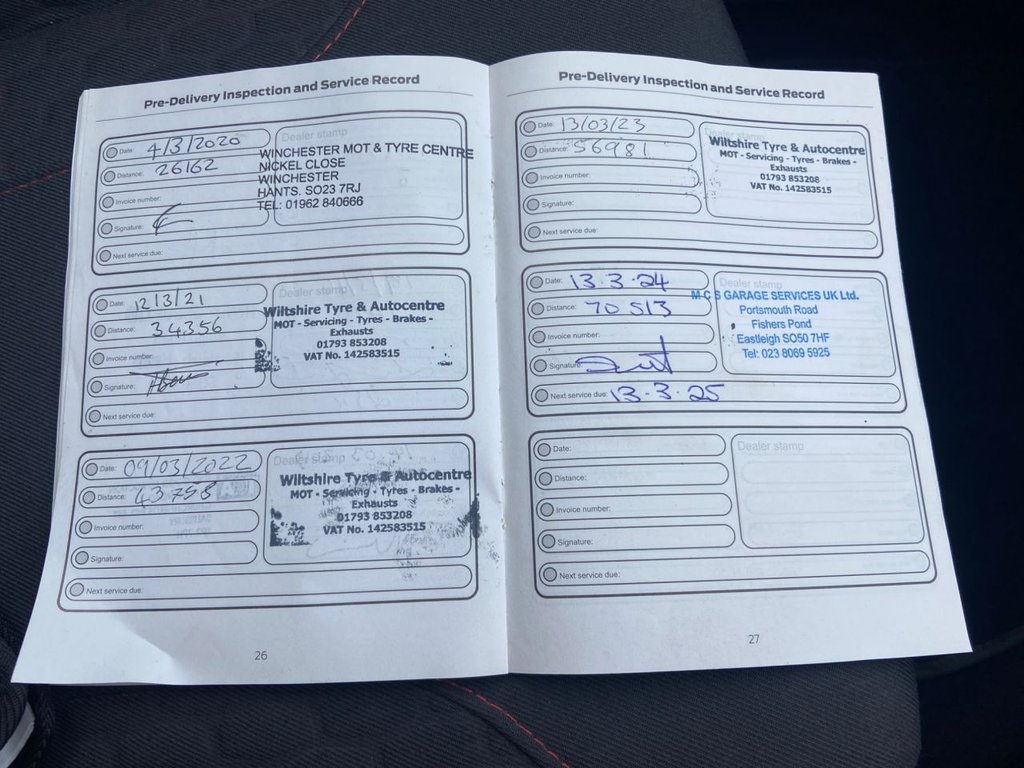 Pre-Delivery Inspection and Service Record
Date: 4/3/2020
Distance: 26162
Invoice number:
Signature:
Next service due:
Dealer stamp
WINCHESTER MOT & TYRE CENTRE
NICKEL CLOSE
WINCHESTER
HANTS. SO23 7RJ
TEL: 01962 840666
Date: 12/3/21
Distance: 34356
Invoice number:
Signature:
Next service due:
Dealer stamp
Wiltshire Tyre & Autocentre
MOT - Servicing - Tyres - Brakes -
Exhausts
01793 853208
VAT No. 142583515
Date: 09/03/2022
Distance: 43758
Invoice number:
Signature:
Next service due:
Dealer stamp
Wiltshire Tyre & Autocentre
MOT - Servicing - Tyres - Brakes -
Exhausts
01793 853208
VAT No. 142583515
26
Pre-Delivery Inspection and Service Record
Date: 13/03/23
Distance: 56981
Invoice number:
Signature:
Next service due:
Dealer stamp
Wiltshire Tyre & Autocentre
MOT - Servicing - Tyres - Brakes -
Exhausts
01793 853208
VAT No. 142583515
Date: 13.3.24
Distance: 70513
Invoice number:
Signature:
Next service due: 13.3.25
Dealer stamp
M C S GARAGE SERVICES UK Ltd.
Portsmouth Road
Fishers Pond
Eastleigh SO50 7HF
Tel: 023 8069 5925
Date:
Distance:
Invoice number:
Signature:
Next service due:
Dealer stamp
27